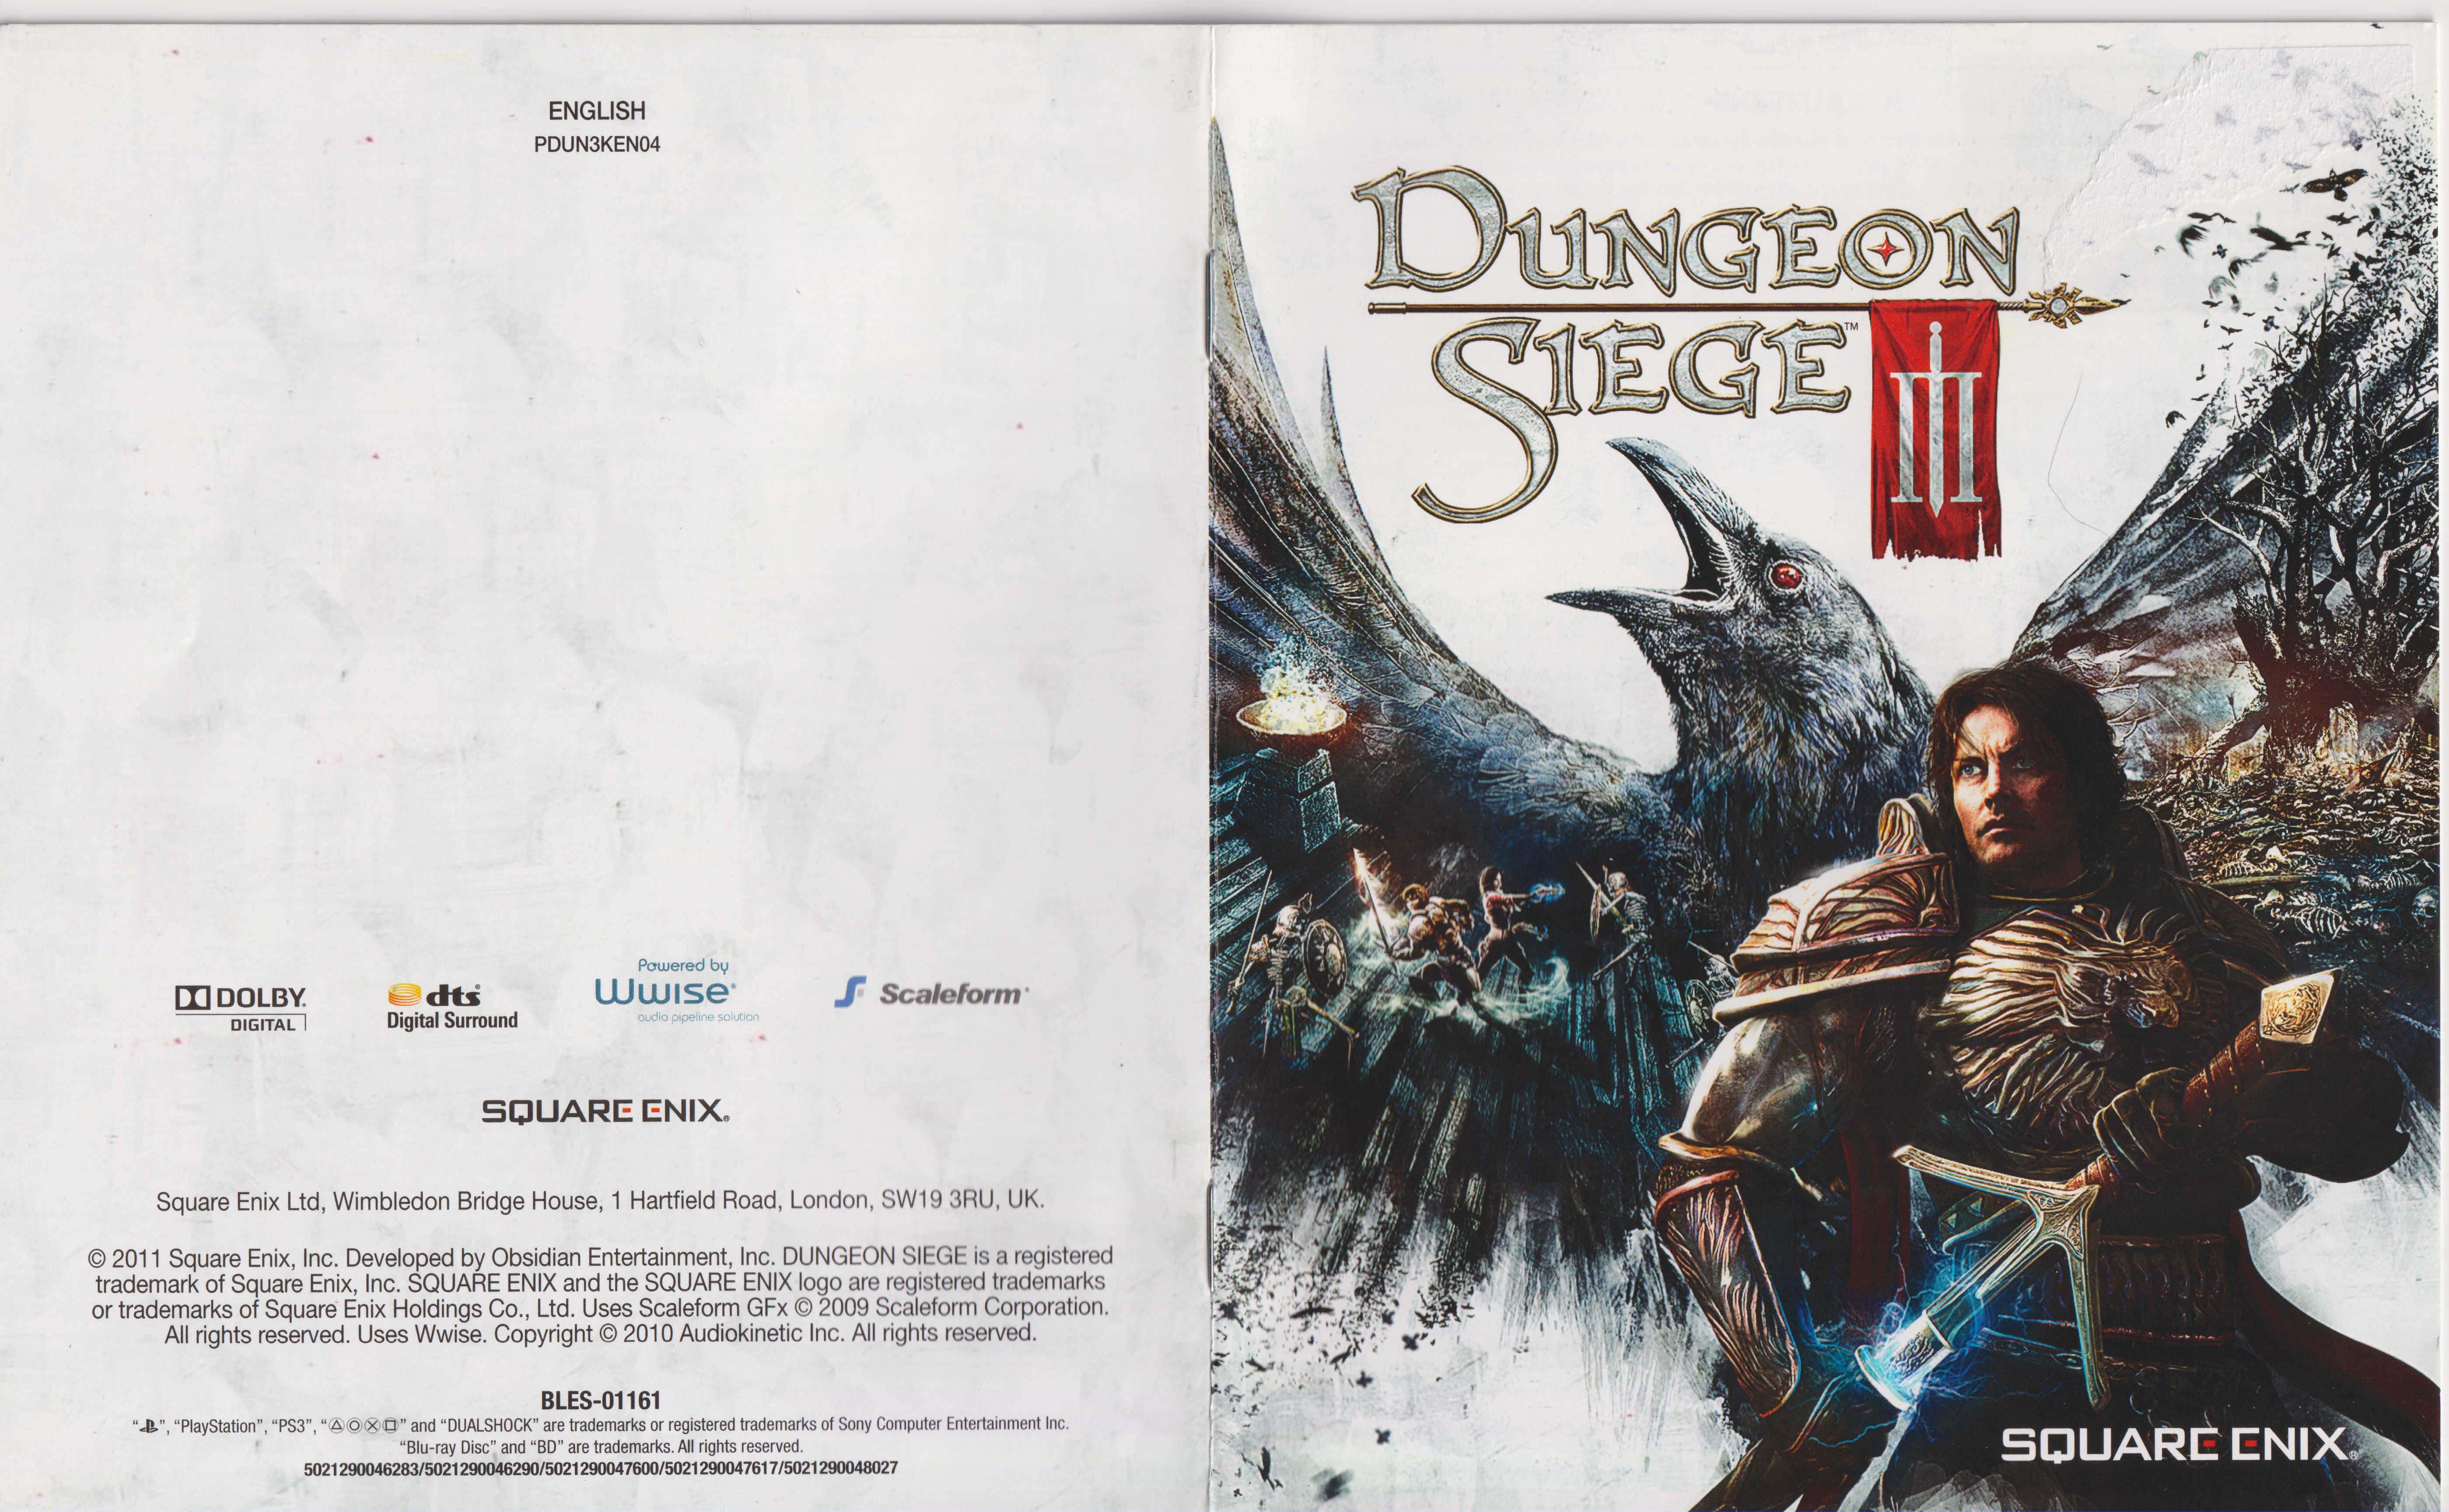 ENGLISH
PDUN3KEN04
DOLBY
DIGITAL
dts
Digital Surround
Powered by
Wwise®
audio pipeline solution
Scaleform
SQUARE ENIX®
Square Enix Ltd, Wimbledon Bridge House, 1 Hartfield Road, London, SW19 3RU, UK.
© 2011 Square Enix, Inc. Developed by Obsidian Entertainment, Inc. DUNGEON SIEGE is a registered
trademark of Square Enix, Inc. SQUARE ENIX and the SQUARE ENIX logo are registered trademarks
or trademarks of Square Enix Holdings Co., Ltd. Uses Scaleform GFx © 2009 Scaleform Corporation.
All rights reserved. Uses Wwise. Copyright © 2010 Audiokinetic Inc. All rights reserved.
BLES-01161
“ ”, “PlayStation”, “PS3”, “△○✕□” and “DUALSHOCK” are trademarks or registered trademarks of Sony Computer Entertainment Inc.
“Blu-ray Disc” and “BD” are trademarks. All rights reserved.
5021290046283/5021290046290/5021290047600/5021290047617/5021290048027
DUNGEON
SIEGE™
III
SQUARE ENIX®